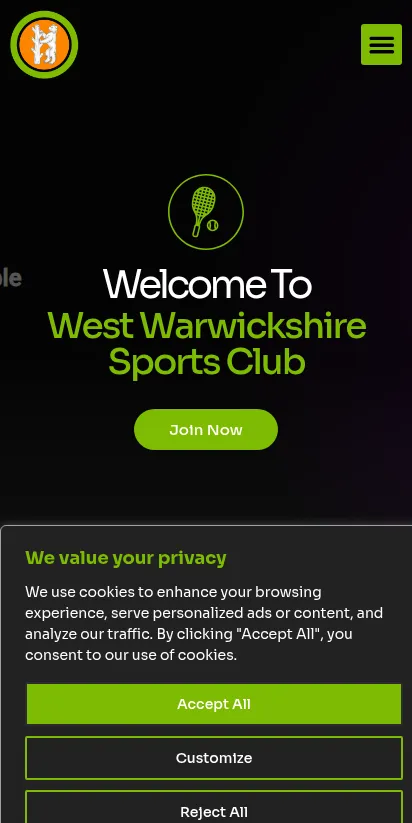 Welcome To
West Warwickshire
Sports Club
Join Now
We value your privacy
We use cookies to enhance your browsing
experience, serve personalized ads or content, and
analyze our traffic. By clicking "Accept All", you
consent to our use of cookies.
Accept All
Customize
Reject All